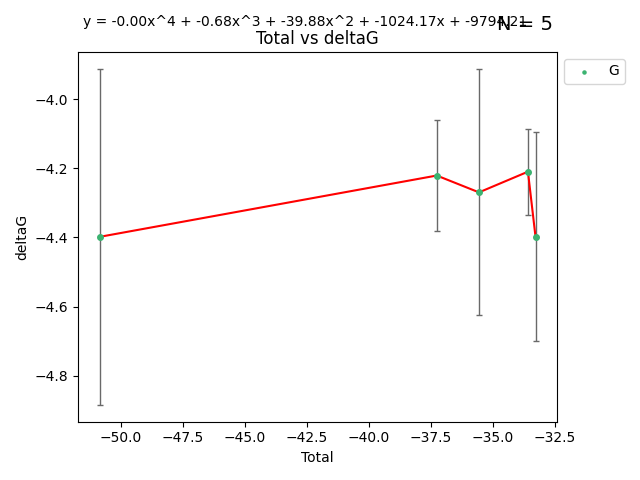 y = -0.00x^4 + -0.68x^3 + -39.88x^2 + -1024.17x + -9794.21
N = 5
Total vs deltaG
G
−4.0
−4.2
−4.4
−4.6
−4.8
deltaG
−50.0 −47.5 −45.0 −42.5 −40.0 −37.5 −35.0 −32.5
Total